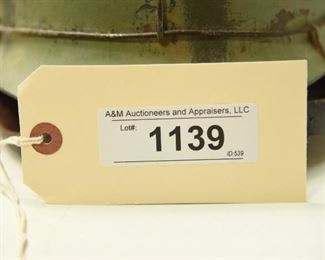 A&M Auctioneers and Appraisers, LLC
Lot#:
1139
ID:539